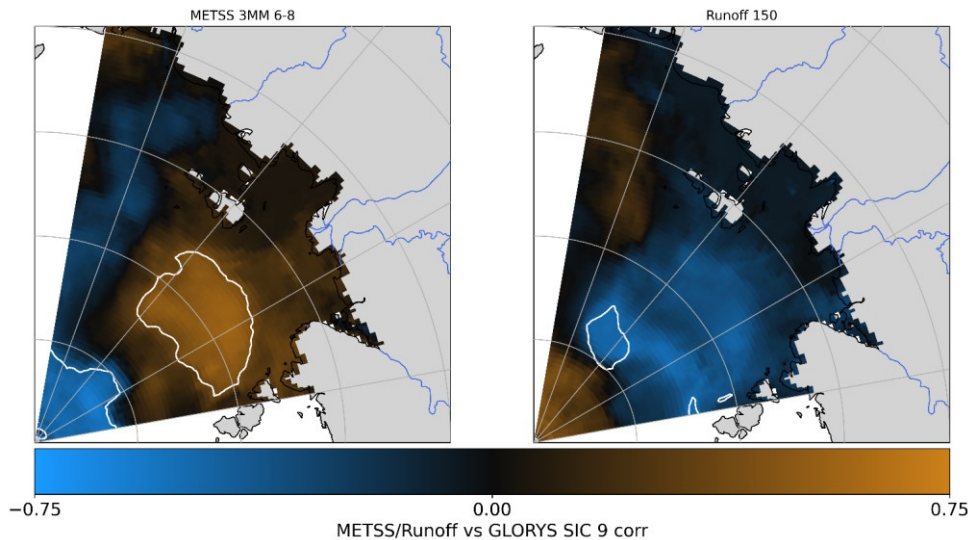 METSS 3MM 6-8
Runoff 150
−0.75
0.00
0.75
METSS/Runoff vs GLORYS SIC 9 corr